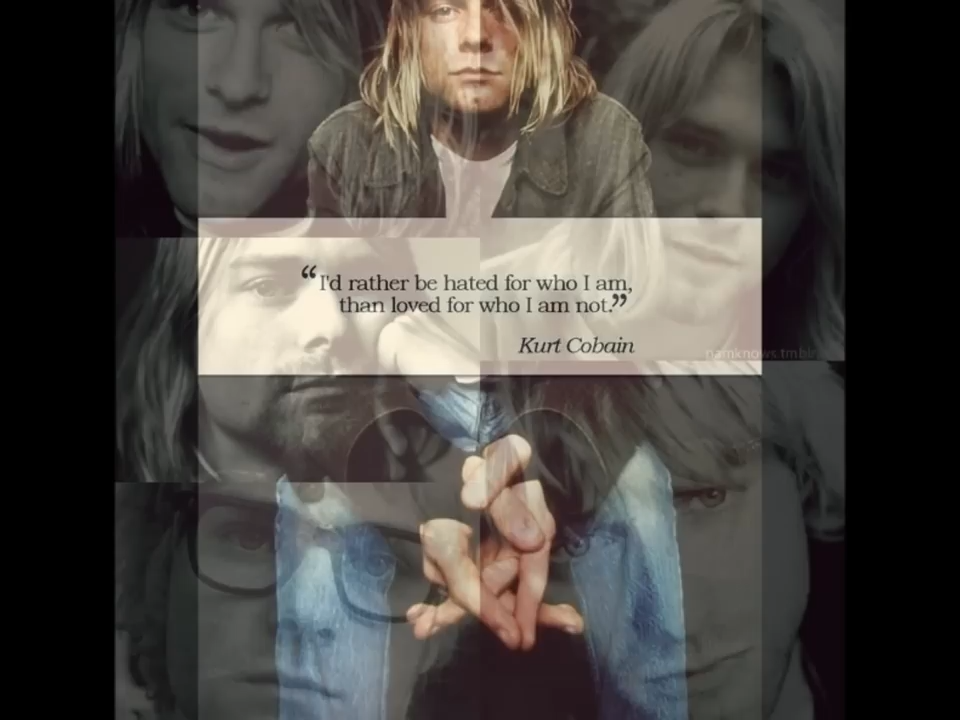 “I'd rather be hated for who I am,
than loved for who I am not.”
Kurt Cobain